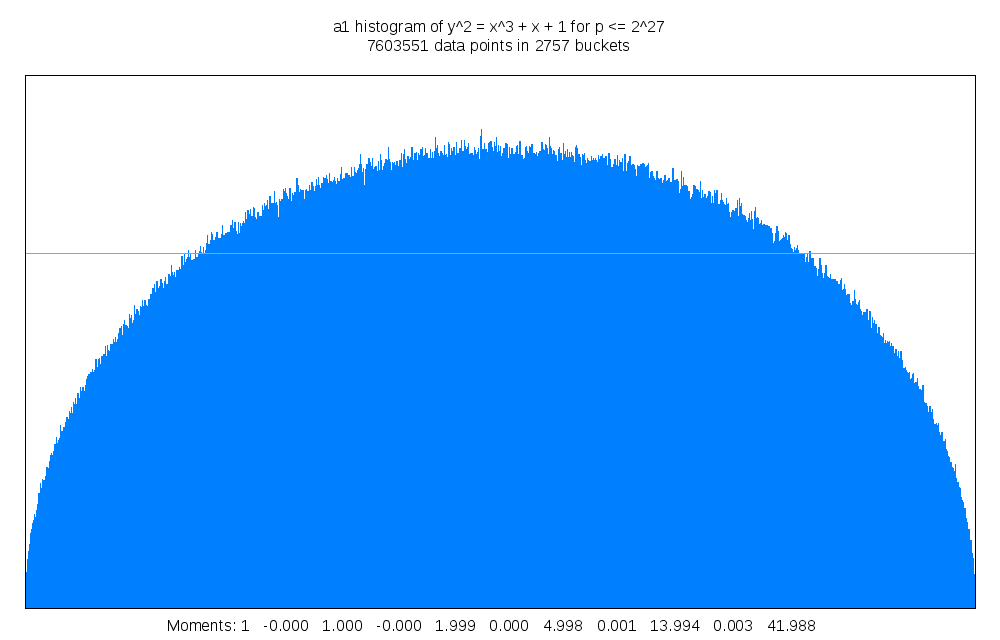 a1 histogram of y^2 = x^3 + x + 1 for p <= 2^27
7603551 data points in 2757 buckets
Moments: 1 -0.000 1.000 -0.000 1.999 0.000 4.998 0.001 13.994 0.003 41.988